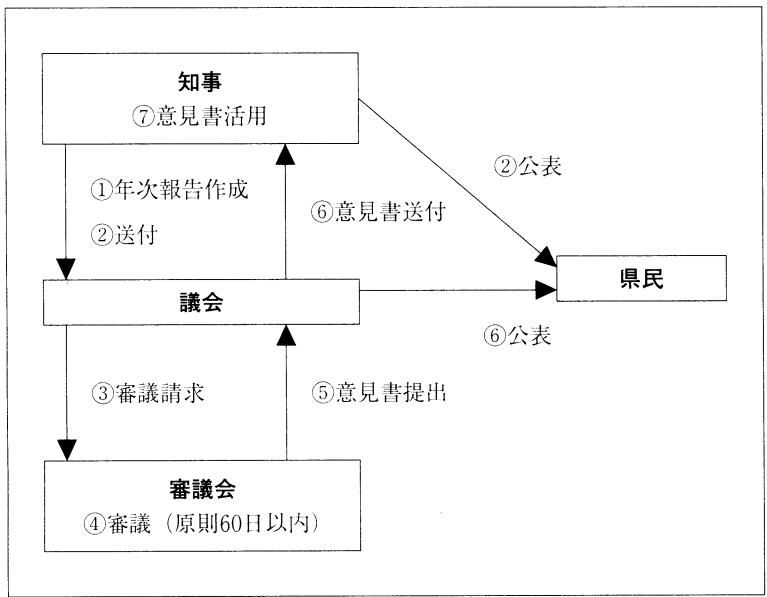 知事
⑦意見書活用
①年次報告作成
②送付
⑥意見書送付
②公表
議会
県民
⑥公表
③審議請求
⑤意見書提出
審議会
④審議(原則60日以内)